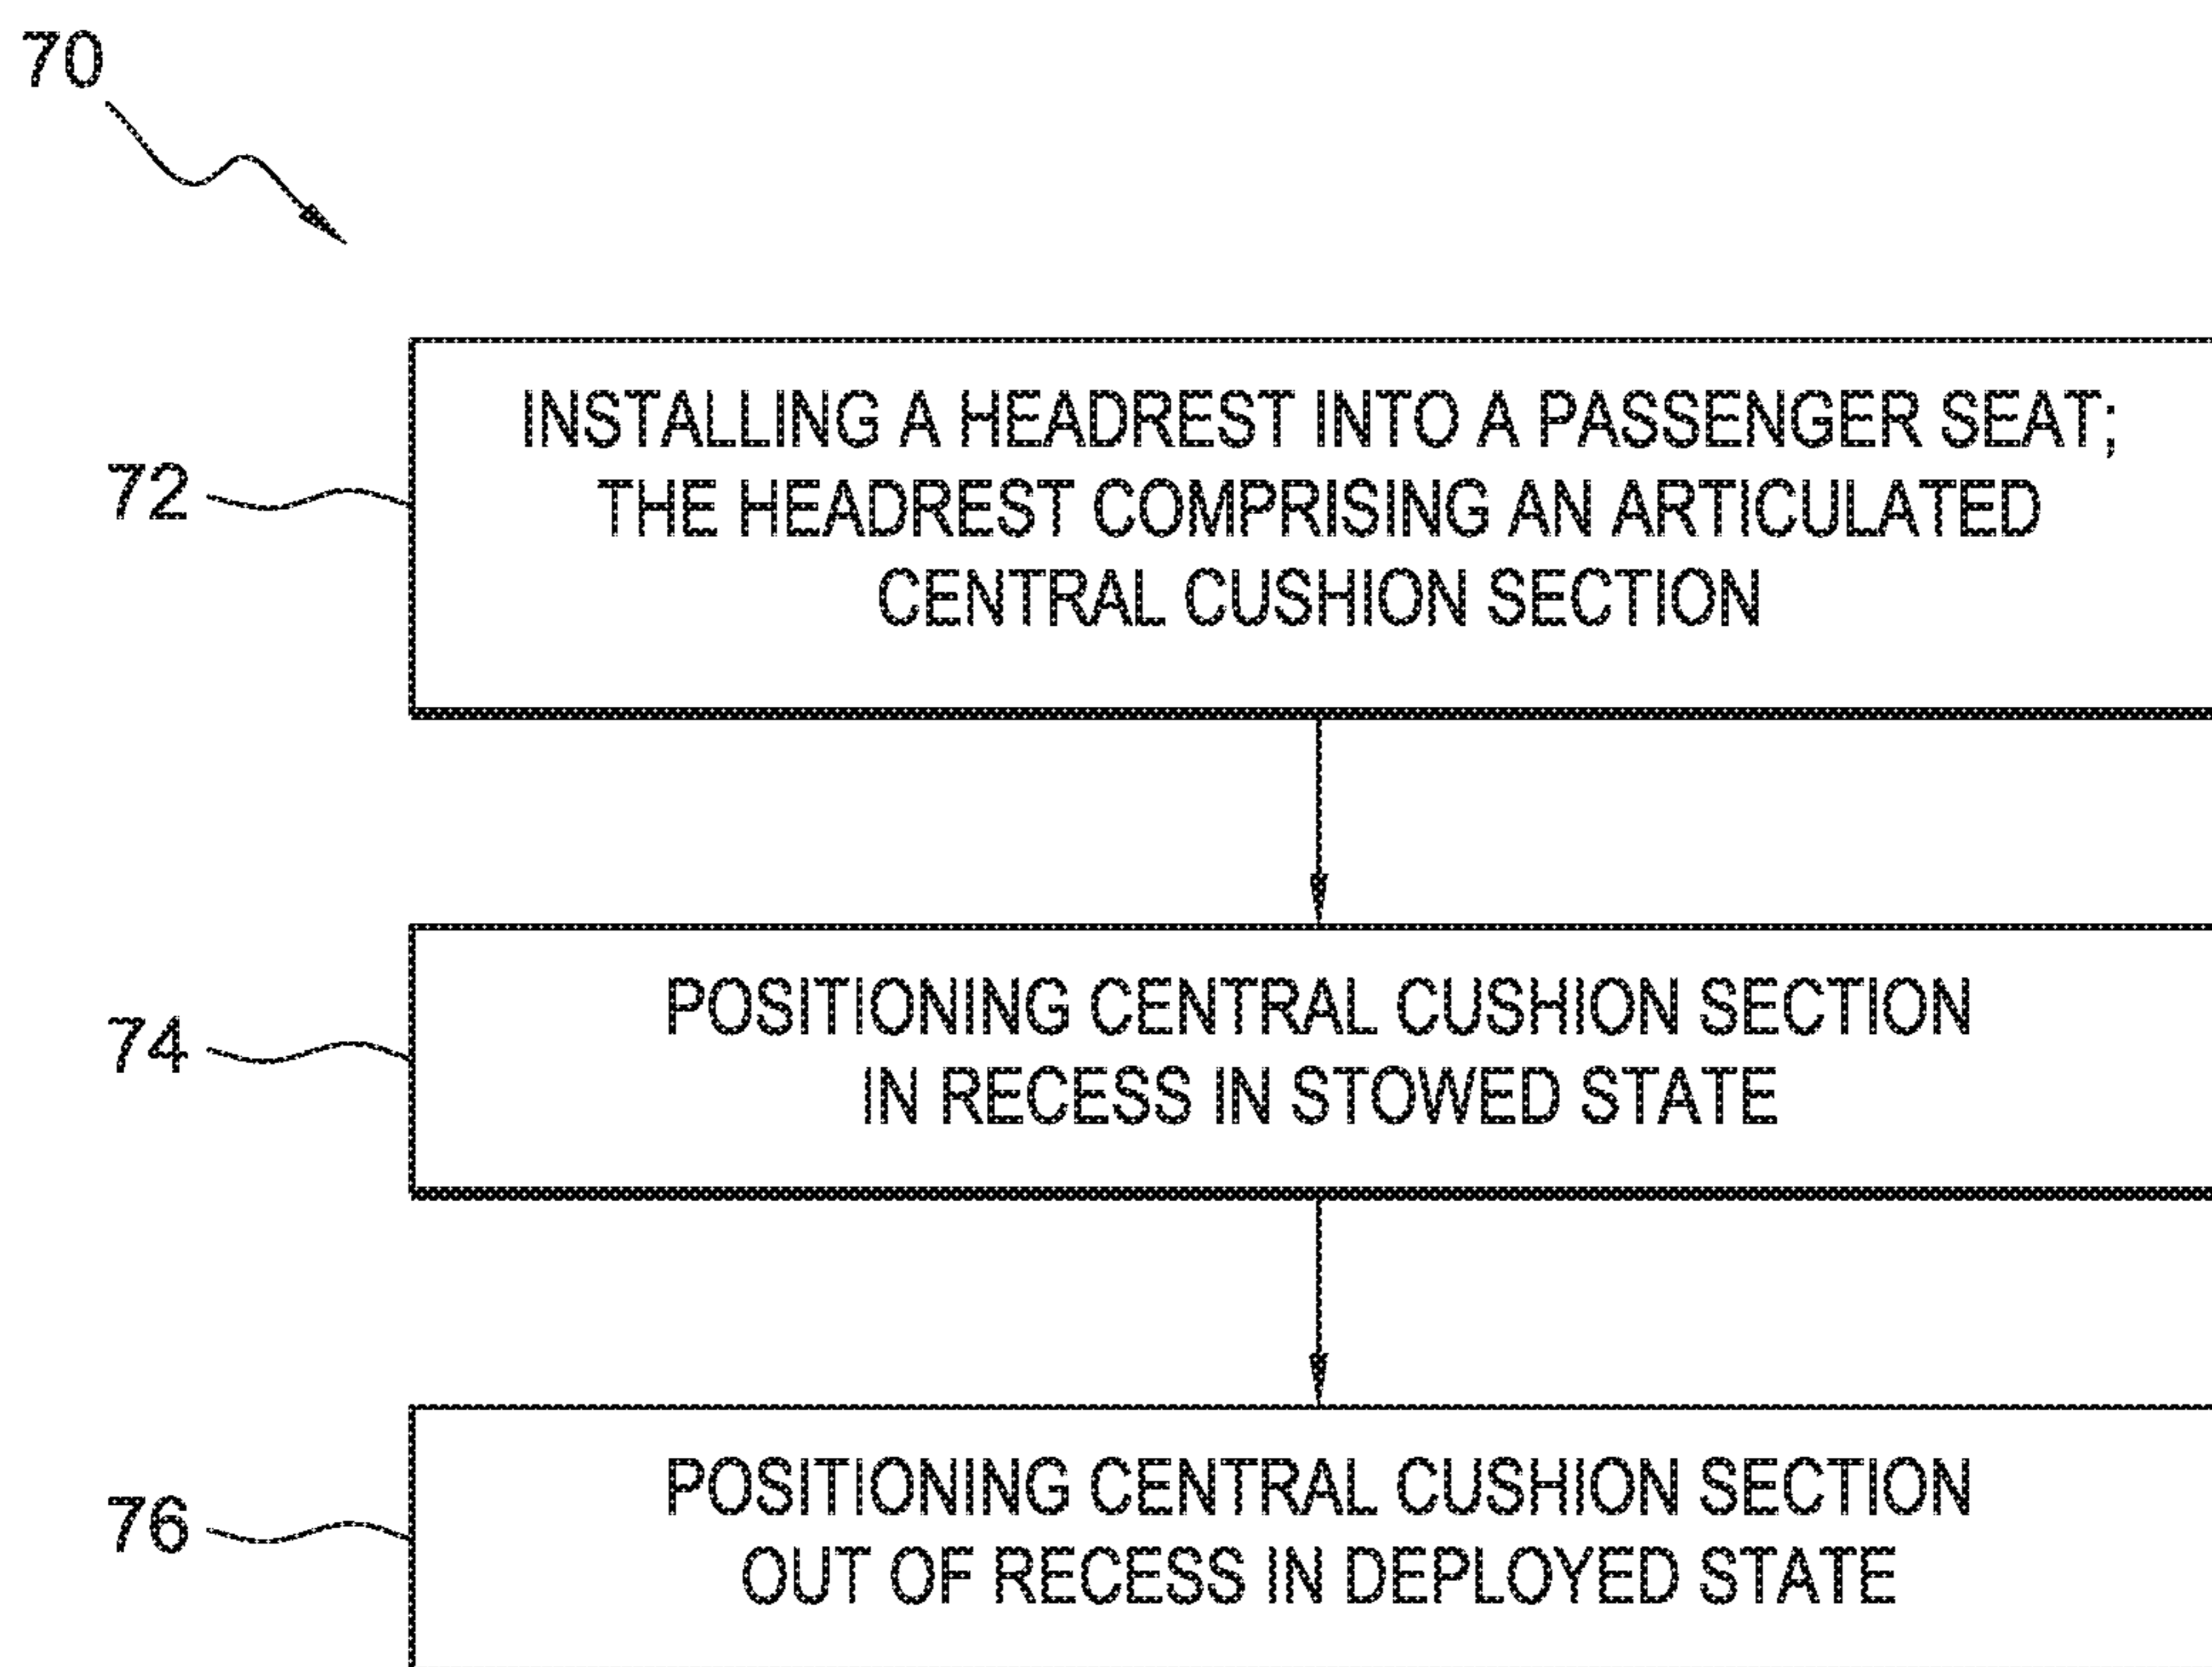 70
72
INSTALLING A HEADREST INTO A PASSENGER SEAT;
THE HEADREST COMPRISING AN ARTICULATED
CENTRAL CUSHION SECTION
74
POSITIONING CENTRAL CUSHION SECTION
IN RECESS IN STOWED STATE
76
POSITIONING CENTRAL CUSHION SECTION
OUT OF RECESS IN DEPLOYED STATE